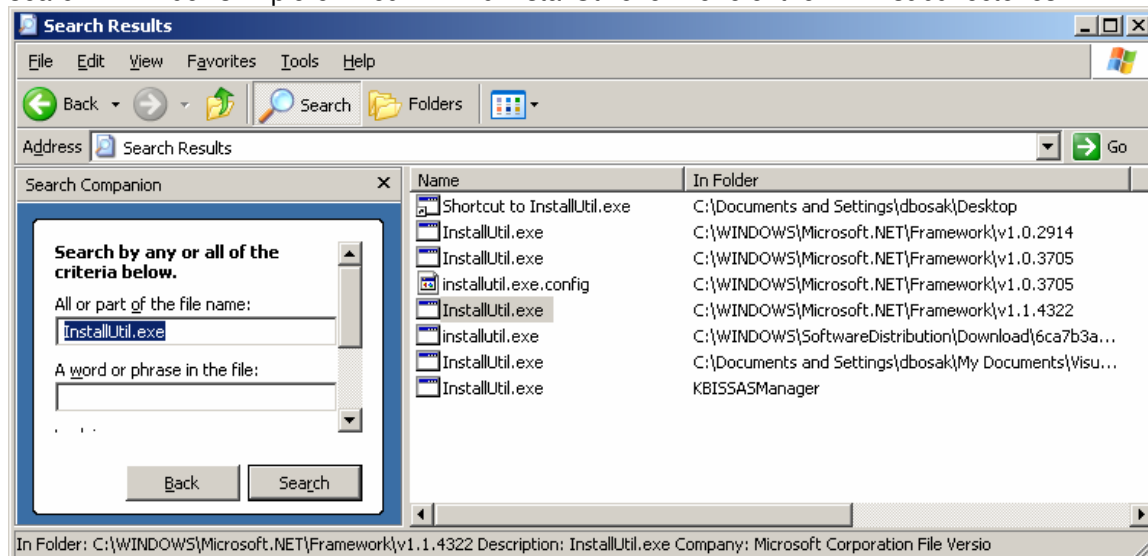 Search Results
File Edit View Favorites Tools Help
Back Search Folders
Address Search Results Go
Search Companion x Name In Folder
Search by any or all of the
criteria below.
All or part of the file name:
InstallUtil.exe
A word or phrase in the file:
Back Search
Shortcut to InstallUtil.exe C:\Documents and Settings\dbosak\Desktop
InstallUtil.exe C:\WINDOWS\Microsoft.NET\Framework\v1.0.2914
InstallUtil.exe C:\WINDOWS\Microsoft.NET\Framework\v1.0.3705
installutil.exe.config C:\WINDOWS\Microsoft.NET\Framework\v1.0.3705
InstallUtil.exe C:\WINDOWS\Microsoft.NET\Framework\v1.1.4322
installutil.exe C:\WINDOWS\SoftwareDistribution\Download\6ca7b3a...
InstallUtil.exe C:\Documents and Settings\dbosak\My Documents\Visu...
InstallUtil.exe KBISSASManager
In Folder: C:\WINDOWS\Microsoft.NET\Framework\v1.1.4322 Description: InstallUtil.exe Company: Microsoft Corporation File Versio